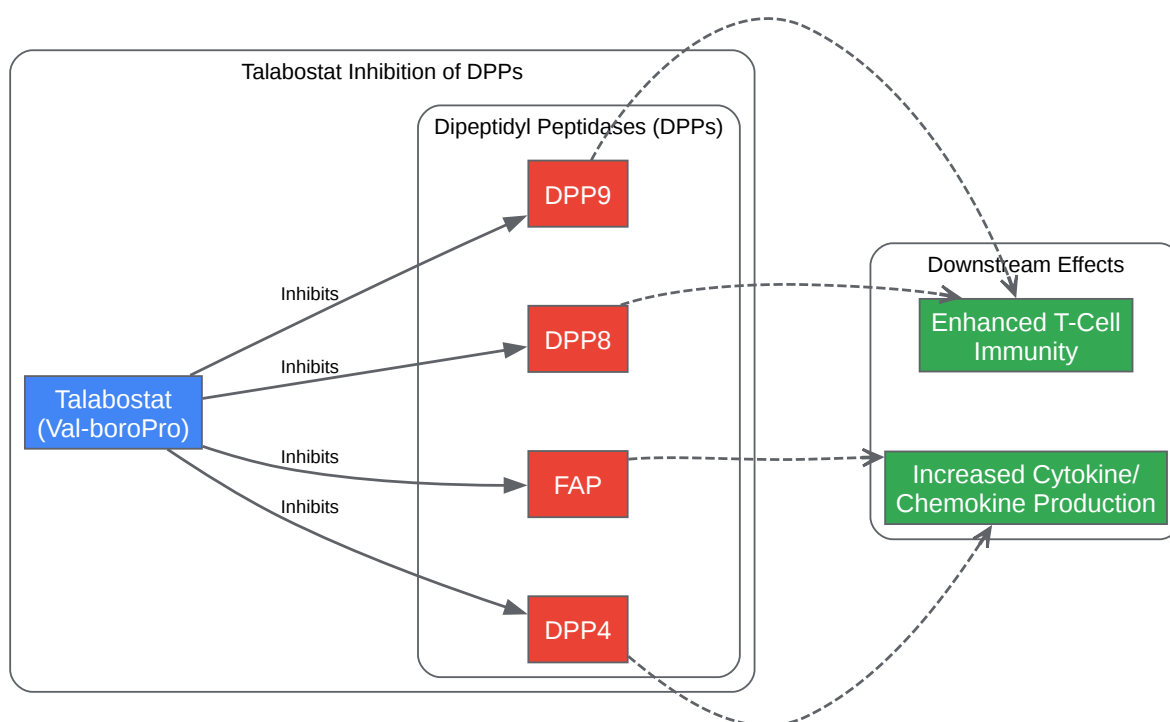 Talabostat Inhibition of DPPs
Dipeptidyl Peptidases (DPPs)
DPP9
Downstream Effects
Inhibits
Enhanced T-Cell
Immunity
DPP8
Inhibits
Talabostat
(Val-boroPro)
Inhibits
FAP
Increased Cytokine/
Chemokine Production
Inhibits
DPP4